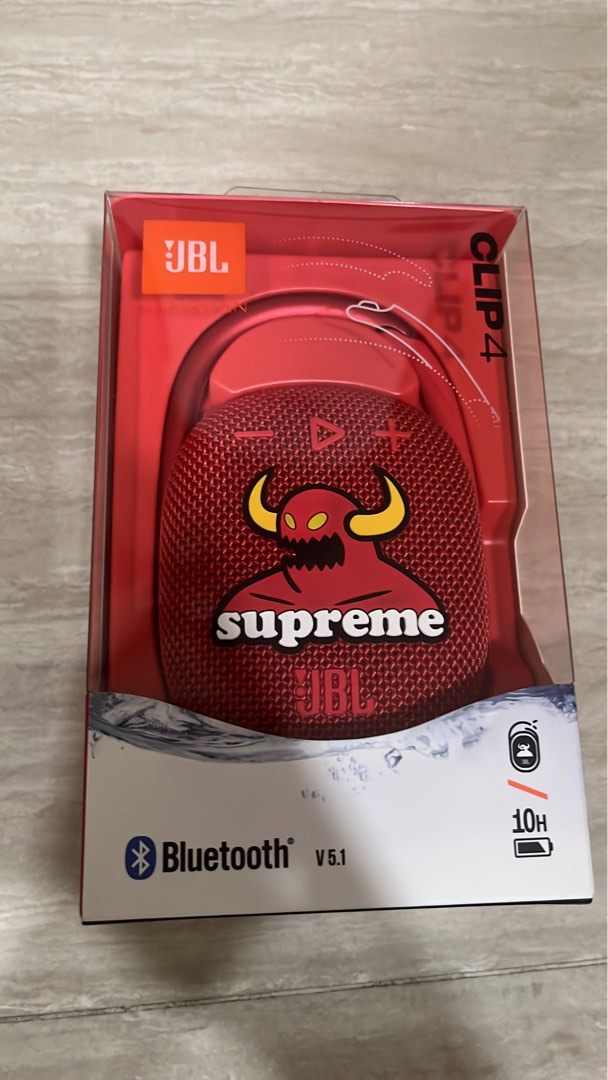 JBL
CLIP 4
supreme
JBL
10H
Bluetooth®
V 5.1